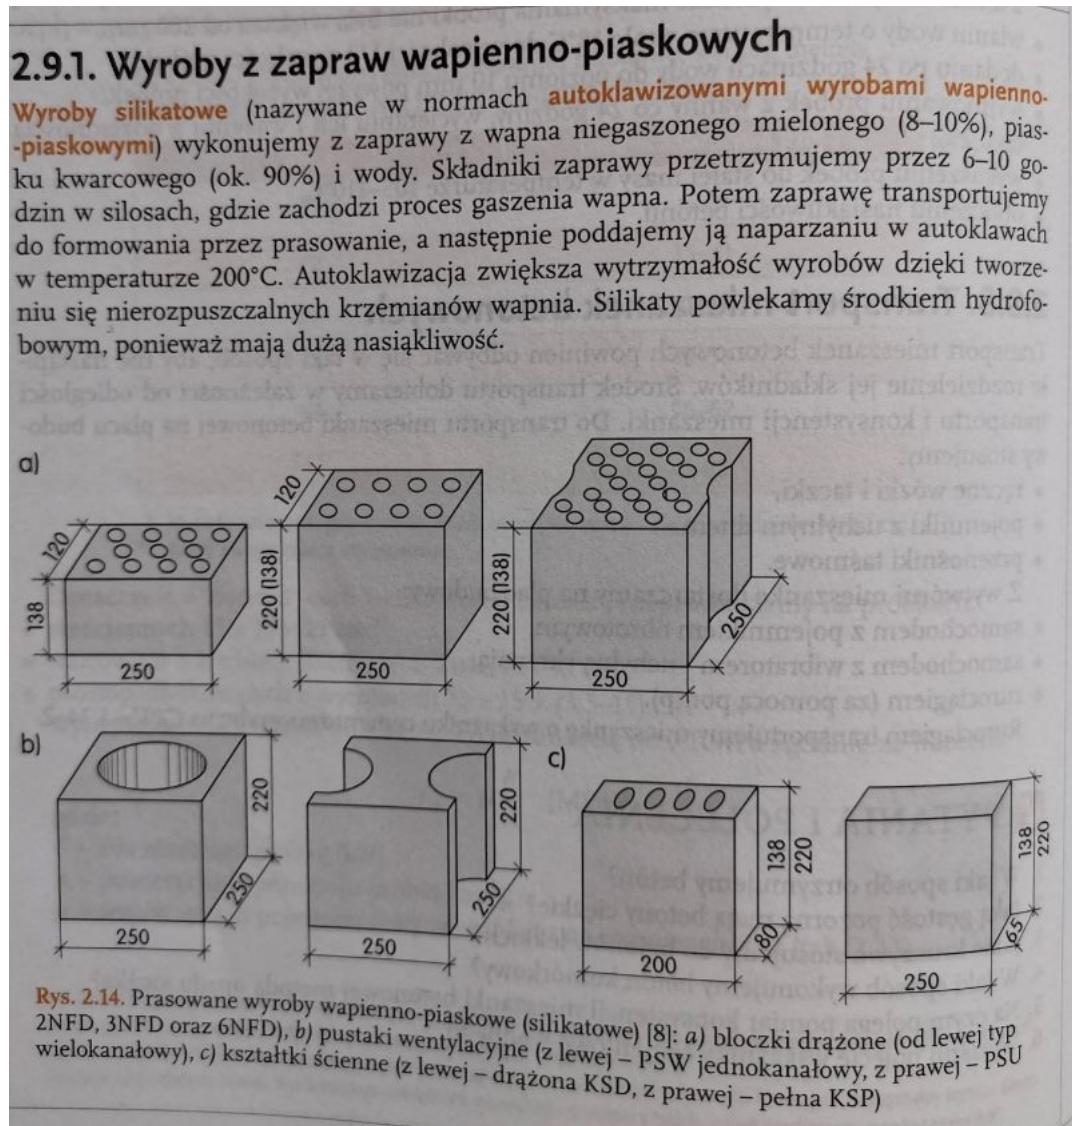 2.9.1. Wyroby z zapraw wapienno-piaskowych
Wyroby silikatowe (nazywane w normach autoklawizowanymi wyrobami wapienno-
-piaskowymi) wykonujemy z zaprawy z wapna niegaszonego mielonego (8–10%), pias-
ku kwarcowego (ok. 90%) i wody. Składniki zaprawy przetrzymujemy przez 6–10 go-
dzin w silosach, gdzie zachodzi proces gaszenia wapna. Potem zaprawę transportujemy
do formowania przez prasowanie, a następnie poddajemy ją naparzaniu w autoklawach
w temperaturze 200°C. Autoklawizacja zwiększa wytrzymałość wyrobów dzięki tworze-
niu się nierozpuszczalnych krzemianów wapnia. Silikaty powlekamy środkiem hydrofo-
bowym, ponieważ mają dużą nasiąkliwość.
a)
120
138
250
120
220 (138)
250
220(138)
250
250
b)
220
250
250
220
250
250
c)
138
220
80
200
138
220
65
250
Rys. 2.14. Prasowane wyroby wapienno-piaskowe (silikatowe) [8]: a) bloczki drążone (od lewej typ
2NFD, 3NFD oraz 6NFD), b) pustaki wentylacyjne (z lewej – PSW jednokanałowy, z prawej – PSU
wielokanałowy), c) kształtki ścienne (z lewej – drążona KSD, z prawej – pełna KSP)